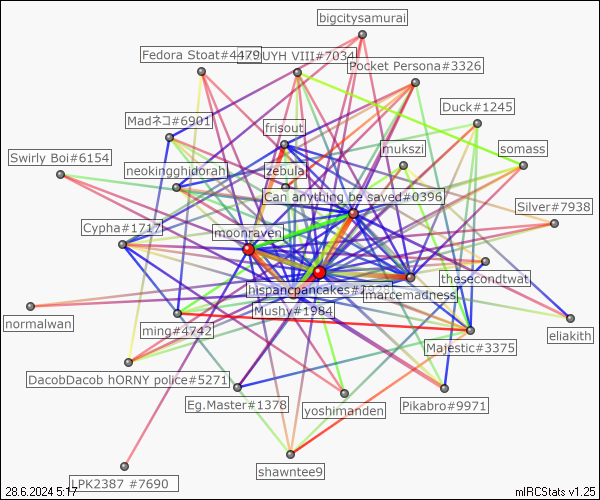 bigcitysamurai
Fedora Stoat#4479
UYH VIII#7034
Pocket Persona#3326
Duck#1245
Madネコ#6901
frisout
mukszi
somass
Swirly Boi#6154
neokingghidorah
zebula
Can anything be saved#0396
Silver#7938
Cypha#1717
moonraven
thesecondtwat
hispancpancakes#7928
marcemadness
Mushy#1984
normalwan
ming#4742
eliakith
Majestic#3375
DacobDacob hORNY police#5271
Eg.Master#1378
yoshimanden
Pikabro#9971
shawntee9
LPK2387 #7690
28.6.2024 5:17
mIRCStats v1.25